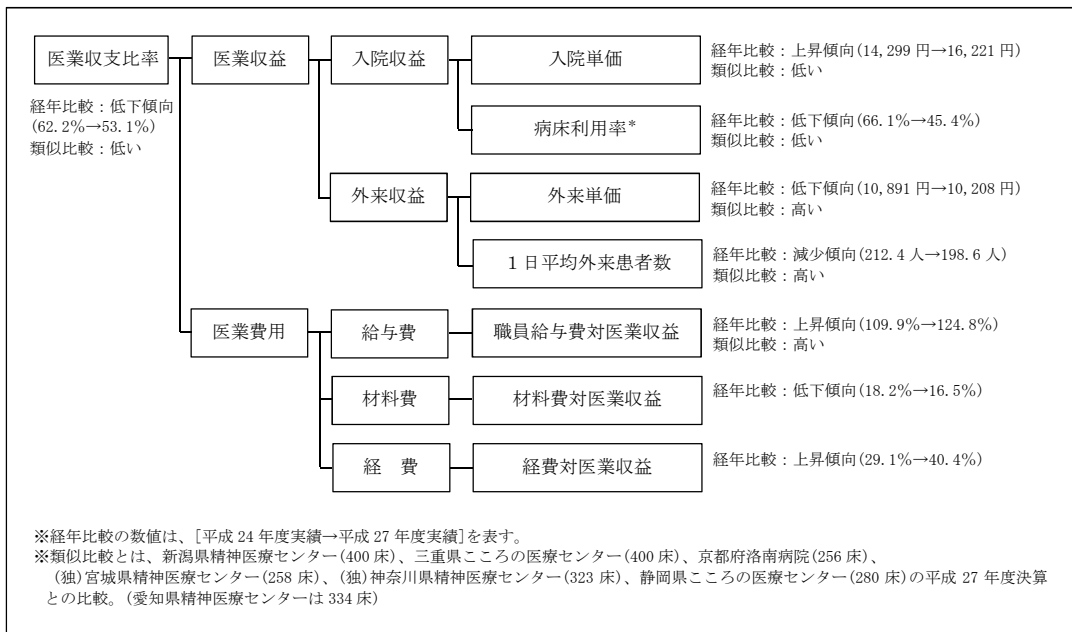 医業収支比率
経年比較：低下傾向
(62.2%→53.1%)
類似比較：低い
医業収益
入院収益
入院単価
経年比較：上昇傾向(14,299円→16,221円)
類似比較：低い
病床利用率*
経年比較：低下傾向(66.1%→45.4%)
類似比較：低い
外来収益
外来単価
経年比較：低下傾向(10,891円→10,208円)
類似比較：高い
１日平均外来患者数
経年比較：減少傾向(212.4人→198.6人)
類似比較：高い
医業費用
給与費
職員給与費対医業収益
経年比較：上昇傾向(109.9%→124.8%)
類似比較：高い
材料費
材料費対医業収益
経年比較：低下傾向(18.2%→16.5%)
経　費
経費対医業収益
経年比較：上昇傾向(29.1%→40.4%)
※経年比較の数値は、[平成24年度実績→平成27年度実績]を表す。
※類似比較とは、新潟県精神医療センター(400床)、三重県こころの医療センター(400床)、京都府洛南病院(256床)、
(独)宮城県精神医療センター(258床)、(独)神奈川県精神医療センター(323床)、静岡県こころの医療センター(280床)の平成27年度決算
との比較。(愛知県精神医療センターは334床)